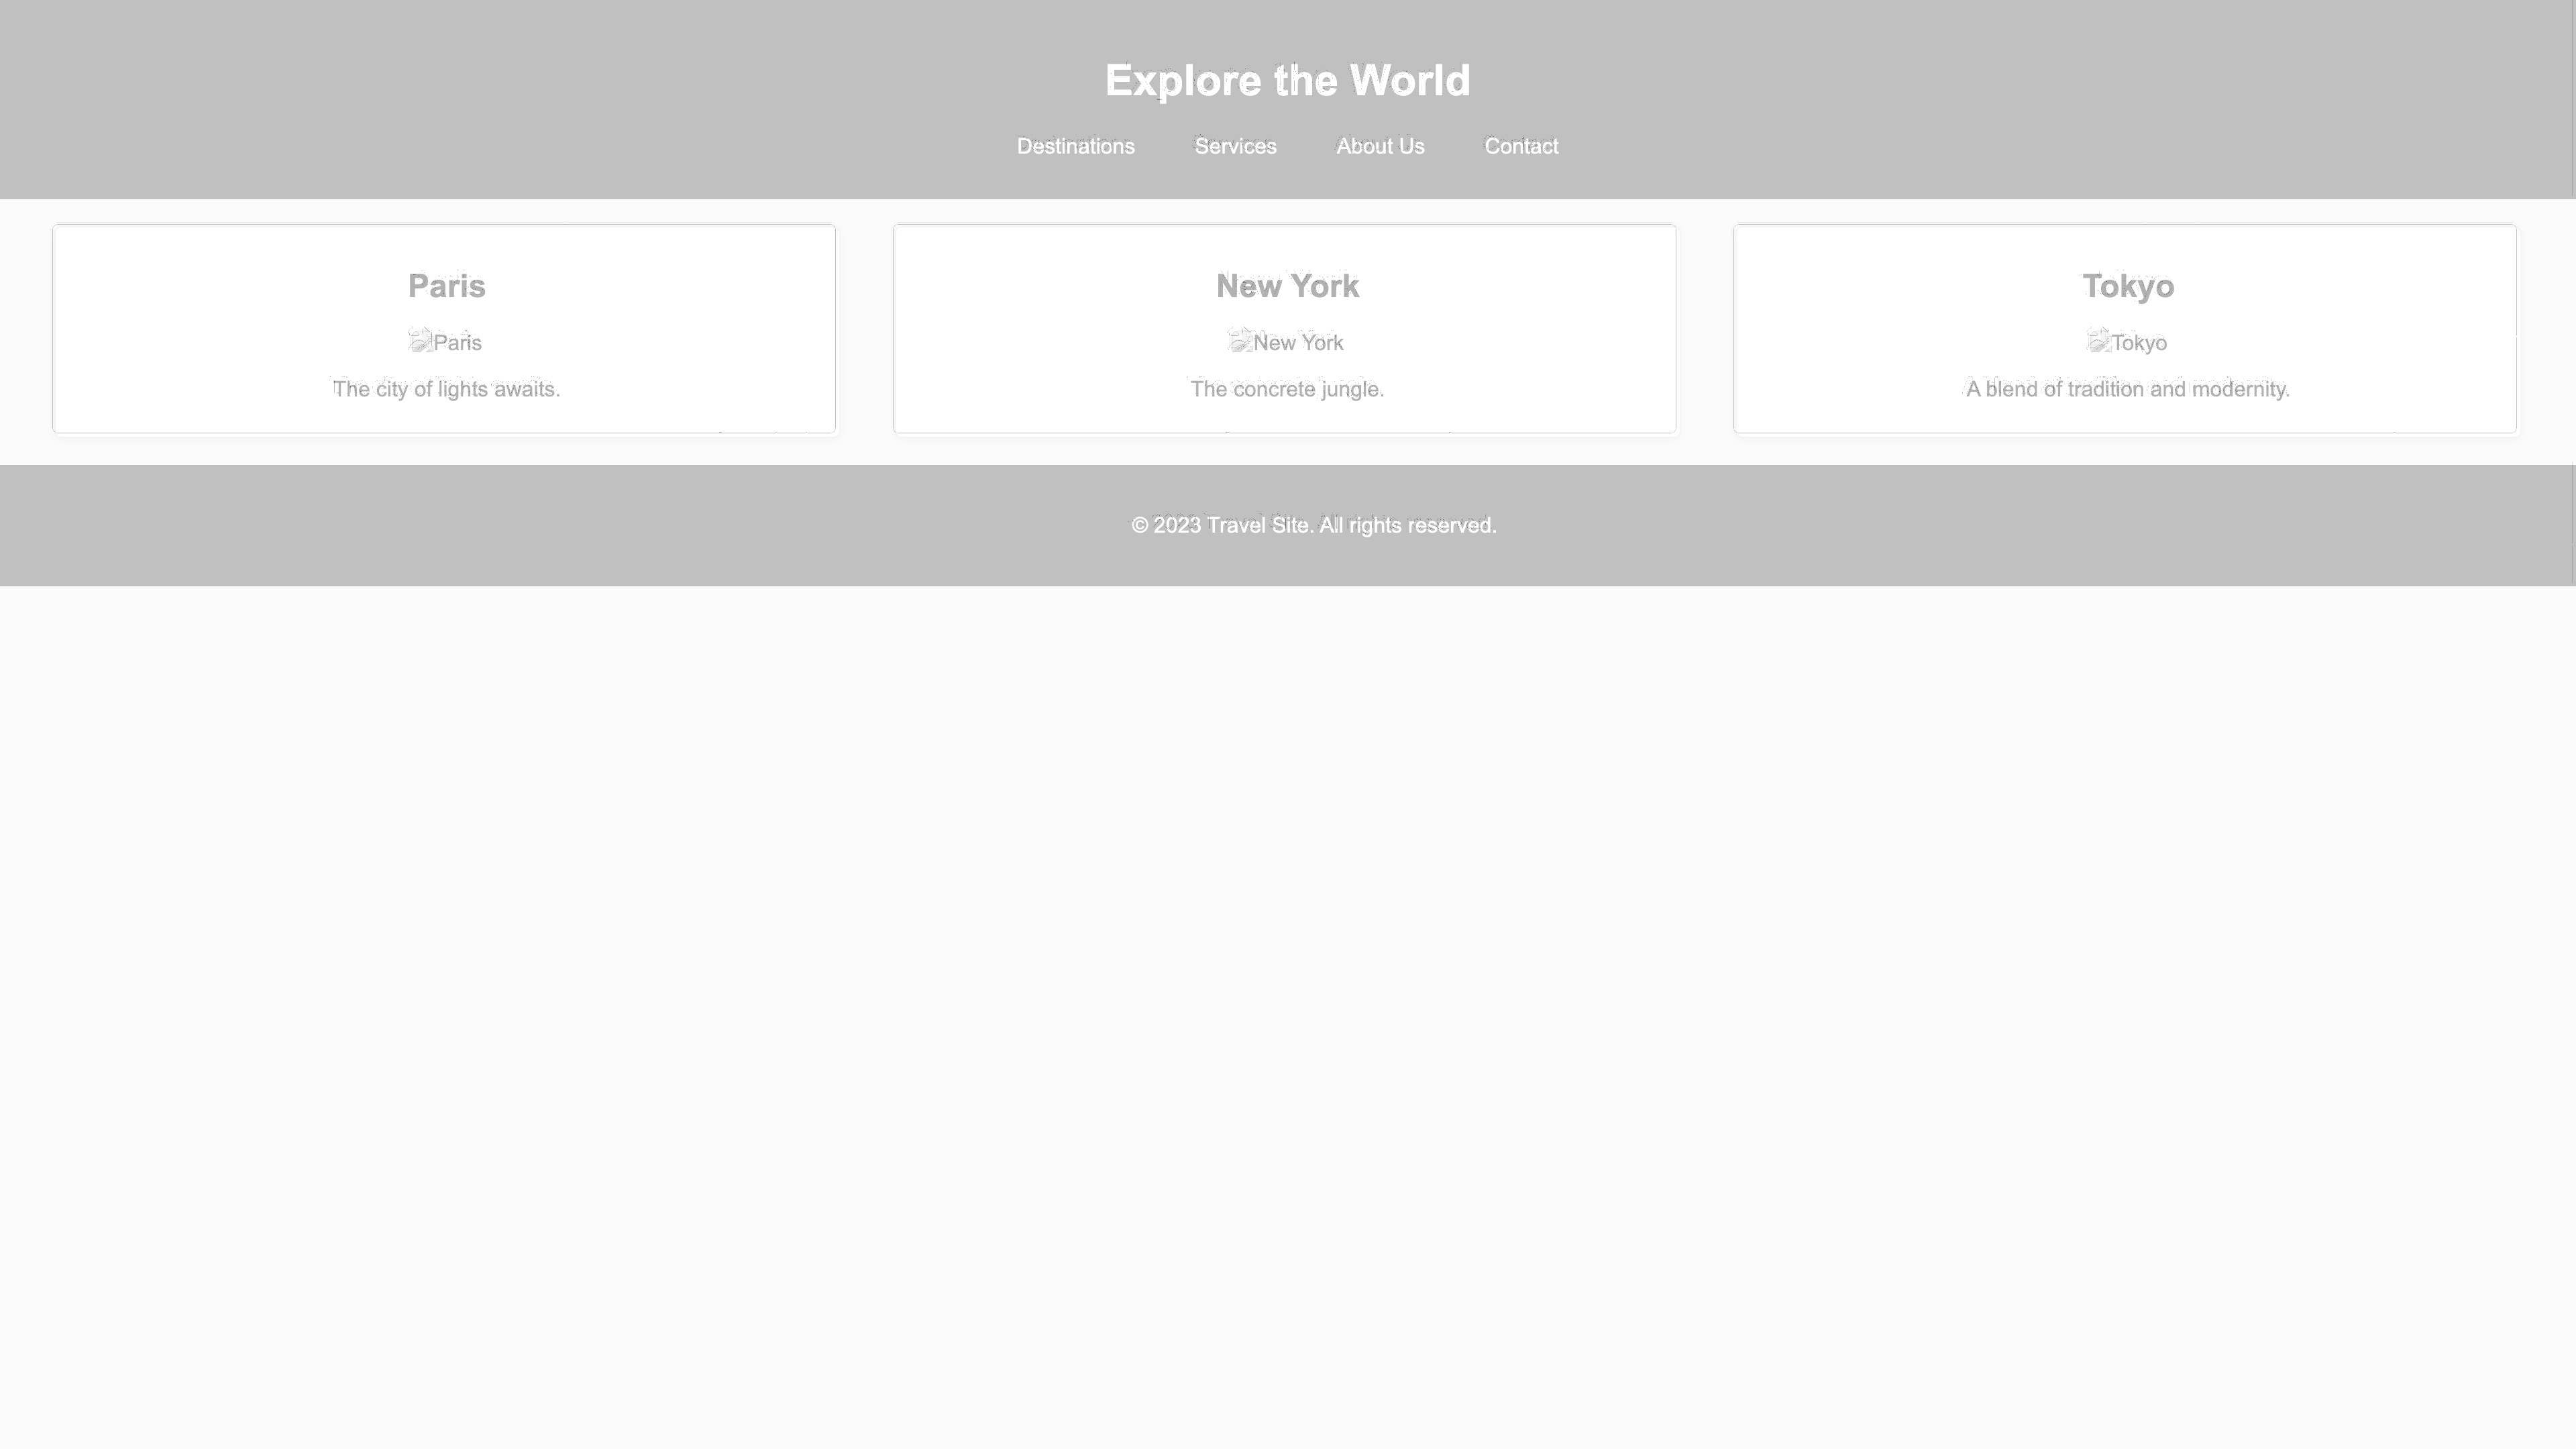 Explore the World
Destinations Services About Us Contact
Paris
Paris
The city of lights awaits.
New York
New York
The concrete jungle.
Tokyo
Tokyo
A blend of tradition and modernity.
© 2023 Travel Site. All rights reserved.